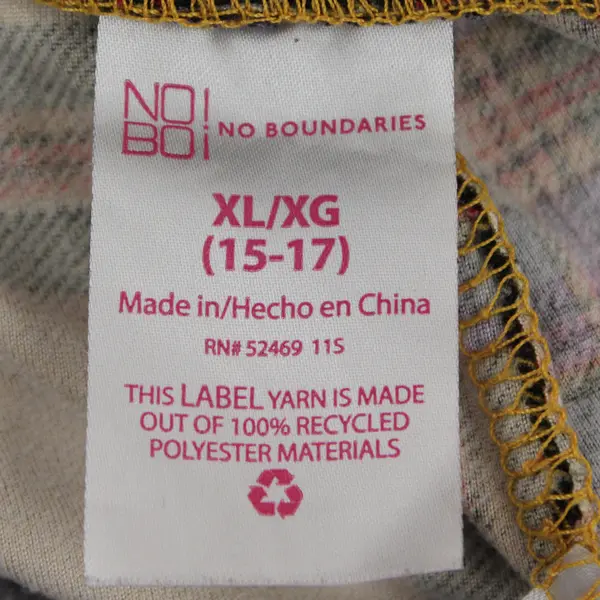 NO!
BO¡ NO BOUNDARIES
XL/XG
(15-17)
Made in/Hecho en China
RN# 52469 11S
THIS LABEL YARN IS MADE
OUT OF 100% RECYCLED
POLYESTER MATERIALS